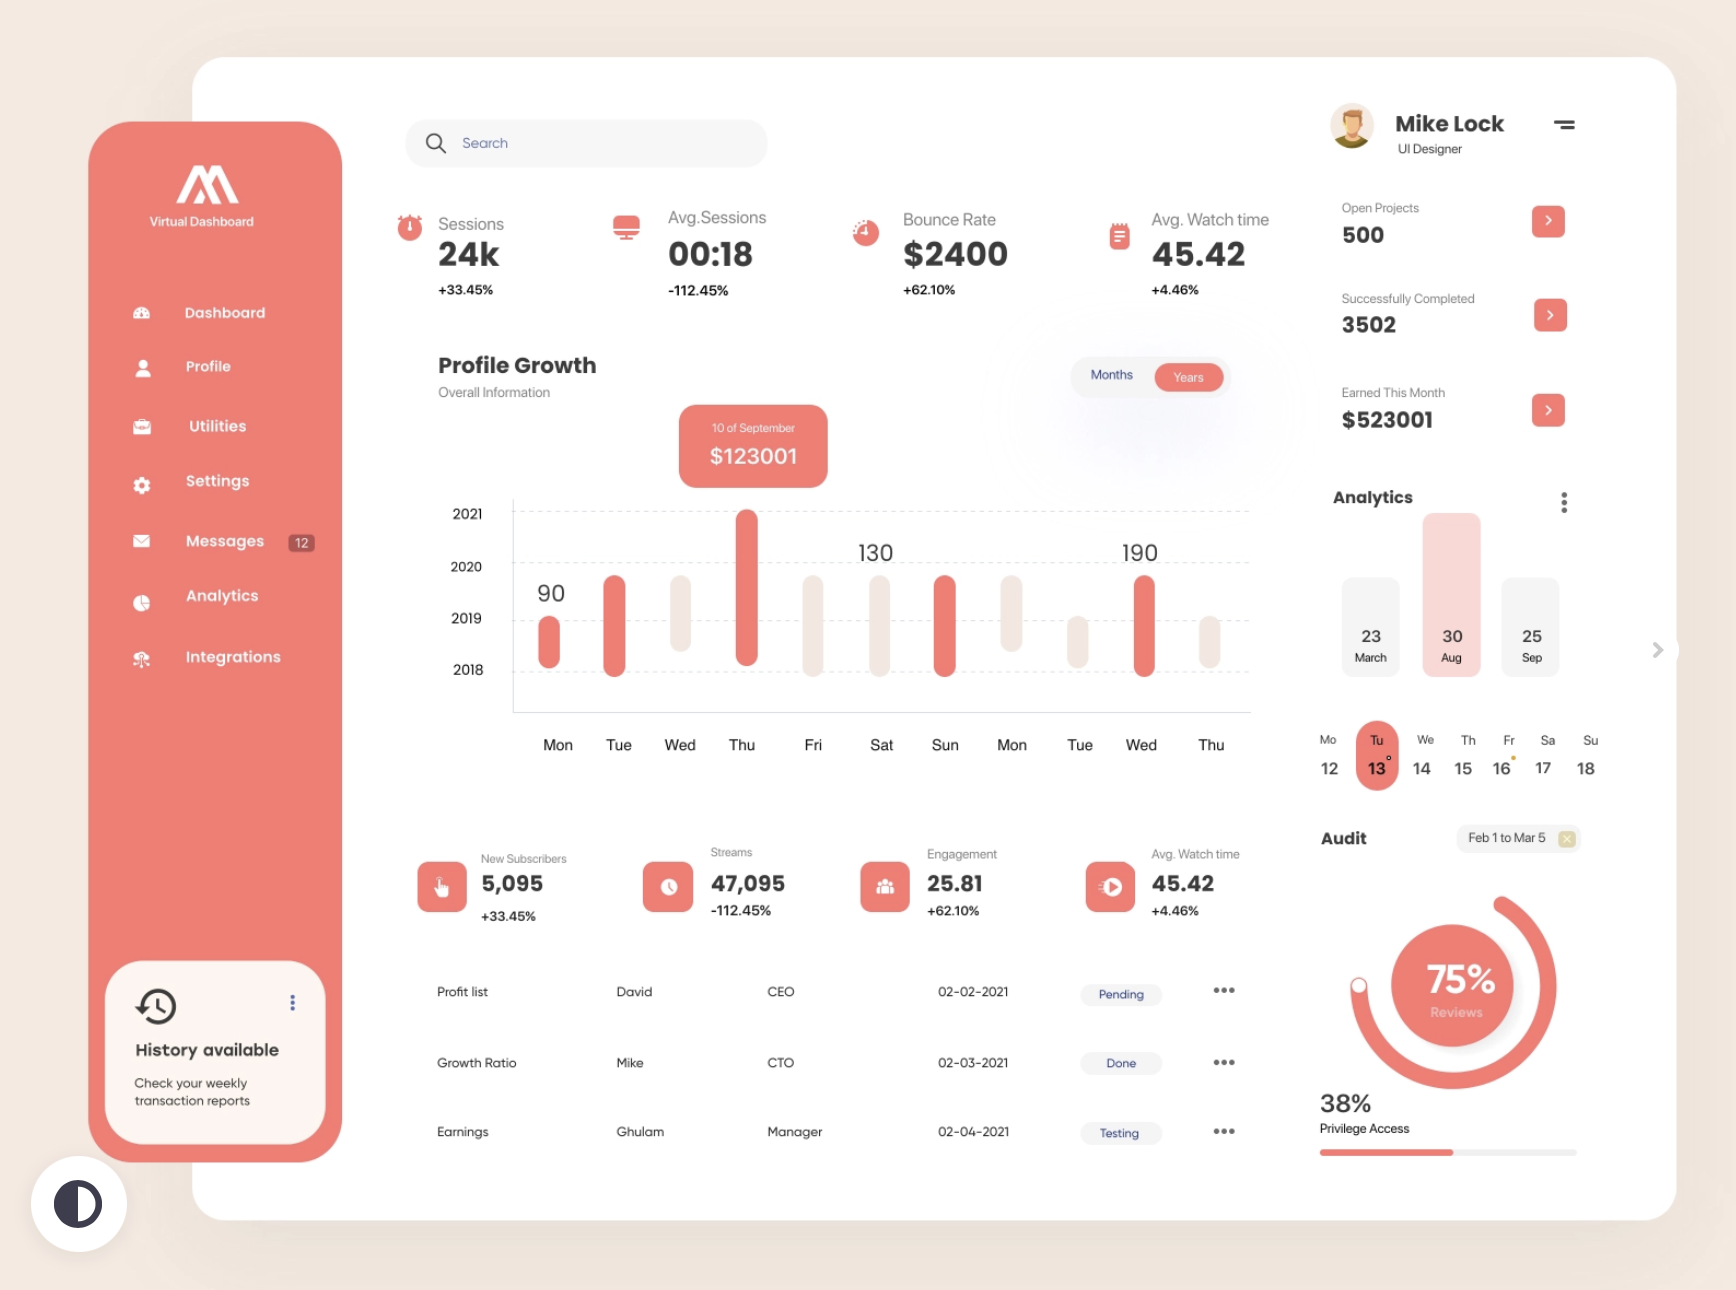 Virtual Dashboard
Dashboard
Profile
Utilities
Settings
Messages 12
Analytics
Integrations
History available
Check your weekly
transaction reports
Search
Sessions
24k
+33.45%
Avg.Sessions
00:18
-112.45%
Bounce Rate
$2400
+62.10%
Avg. Watch time
45.42
+4.46%
Profile Growth
Overall Information
Months Years
10 of September
$123001
2021
2020
2019
2018
90
130
190
Mon Tue Wed Thu Fri Sat Sun Mon Tue Wed Thu
New Subscribers
5,095
+33.45%
Streams
47,095
-112.45%
Engagement
25.81
+62.10%
Avg. Watch time
45.42
+4.46%
Profit list David CEO 02-02-2021 Pending
Growth Ratio Mike CTO 02-03-2021 Done
Earnings Ghulam Manager 02-04-2021 Testing
Mike Lock
UI Designer
Open Projects
500
Successfully Completed
3502
Earned This Month
$523001
Analytics
23
March
30
Aug
25
Sep
Mo Tu We Th Fr Sa Su
12 13 14 15 16 17 18
Audit
Feb 1 to Mar 5
75%
Reviews
38%
Privilege Access